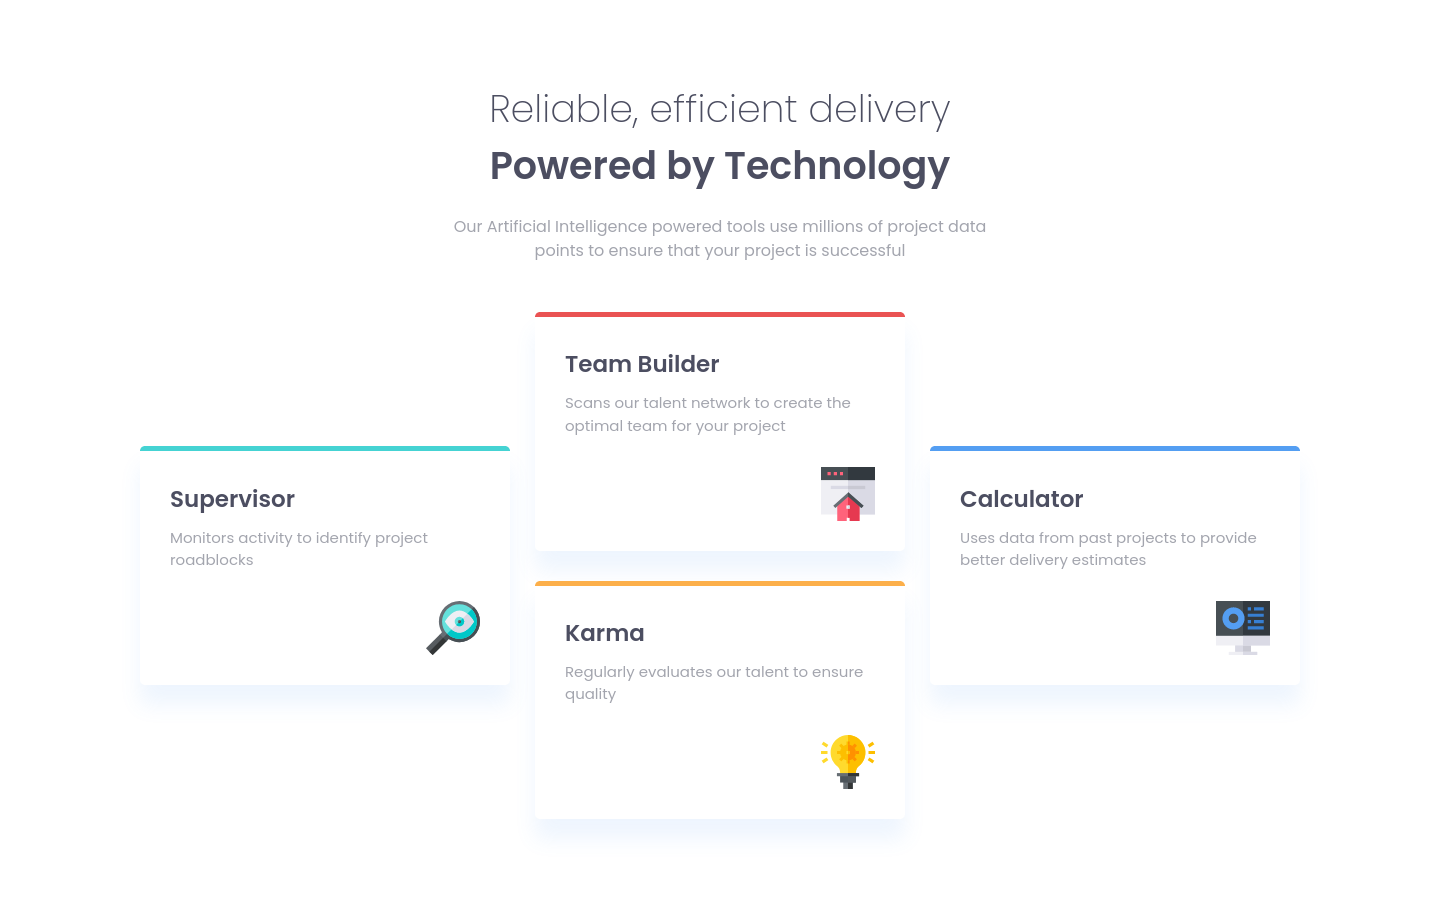 Reliable, efficient delivery
Powered by Technology
Our Artificial Intelligence powered tools use millions of project data
points to ensure that your project is successful
Supervisor
Monitors activity to identify project
roadblocks
Team Builder
Scans our talent network to create the
optimal team for your project
Karma
Regularly evaluates our talent to ensure
quality
Calculator
Uses data from past projects to provide
better delivery estimates